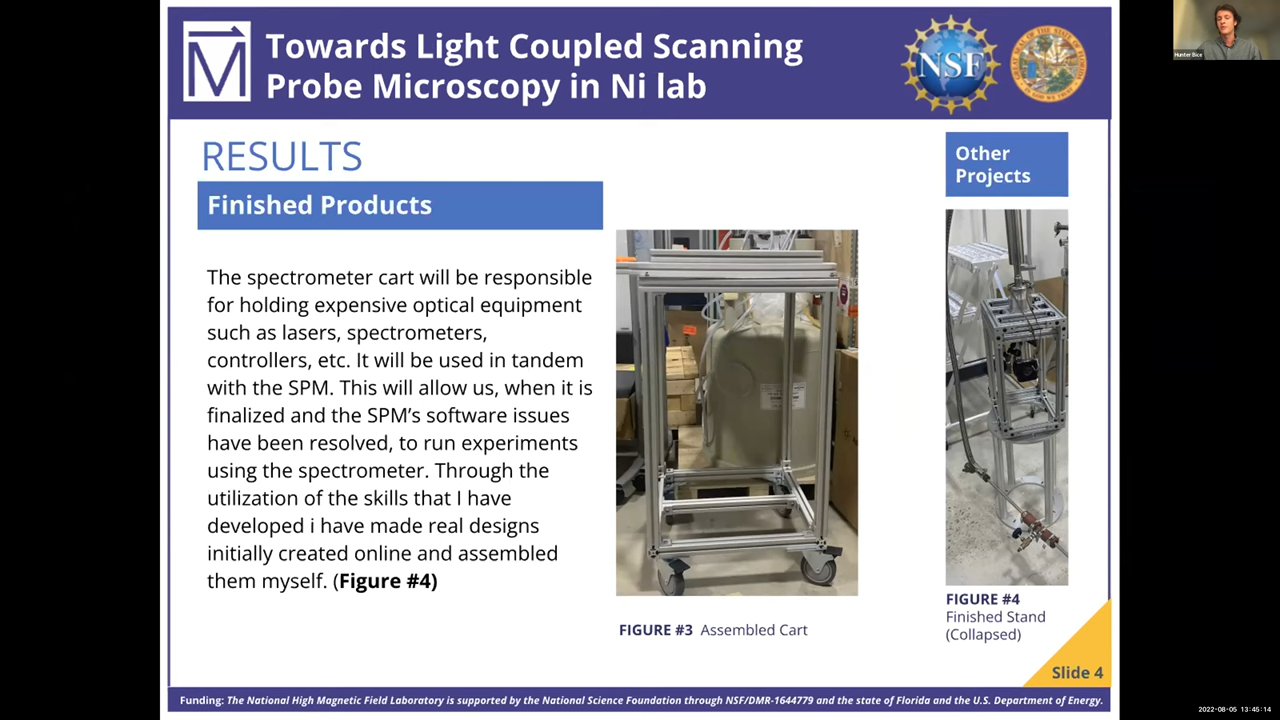 Towards Light Coupled Scanning
Probe Microscopy in Ni lab
NSF
Hunter Bice
RESULTS
Finished Products
Other
Projects
The spectrometer cart will be responsible
for holding expensive optical equipment
such as lasers, spectrometers,
controllers, etc. It will be used in tandem
with the SPM. This will allow us, when it is
finalized and the SPM’s software issues
have been resolved, to run experiments
using the spectrometer. Through the
utilization of the skills that I have
developed i have made real designs
initially created online and assembled
them myself. (Figure #4)
FIGURE #3 Assembled Cart
FIGURE #4
Finished Stand
(Collapsed)
Slide 4
Funding: The National High Magnetic Field Laboratory is supported by the National Science Foundation through NSF/DMR-1644779 and the state of Florida and the U.S. Department of Energy.
2022-08-05 13:45:14